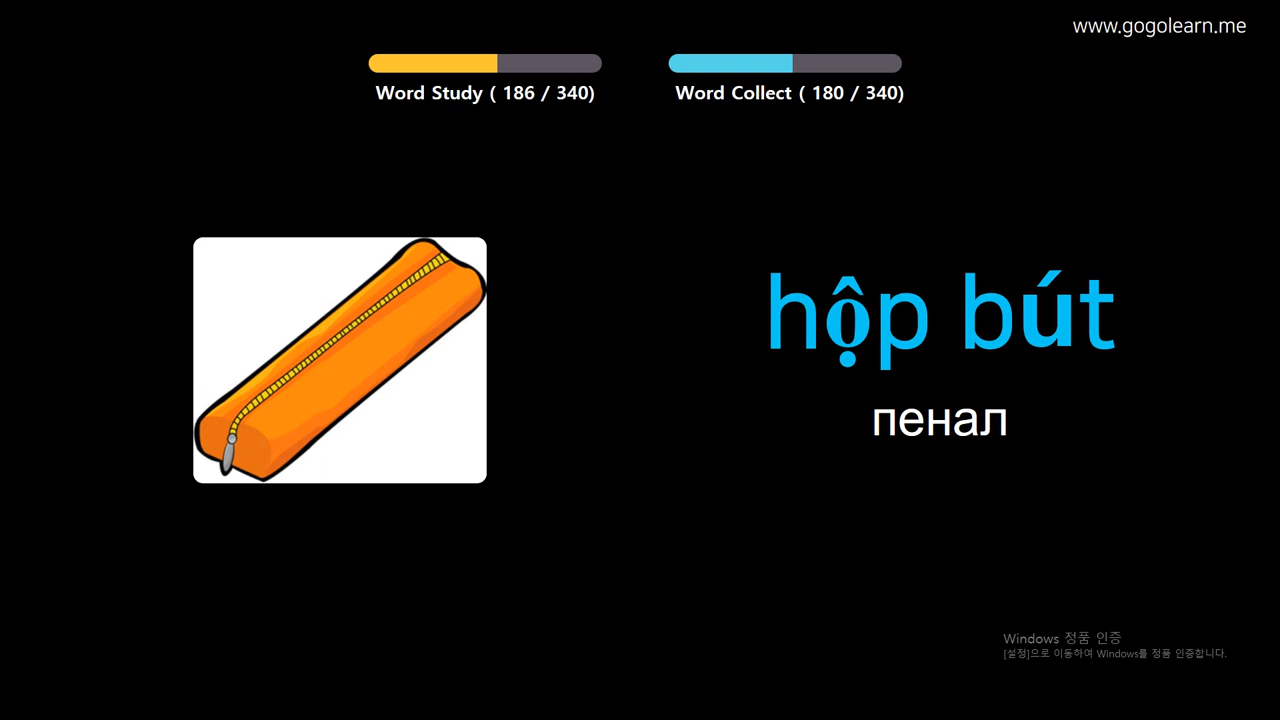 www.gogolearn.me
Word Study ( 186 / 340)
Word Collect ( 180 / 340)
hộp bút
пенал
Windows 정품 인증
[설정]으로 이동하여 Windows를 정품 인증합니다.